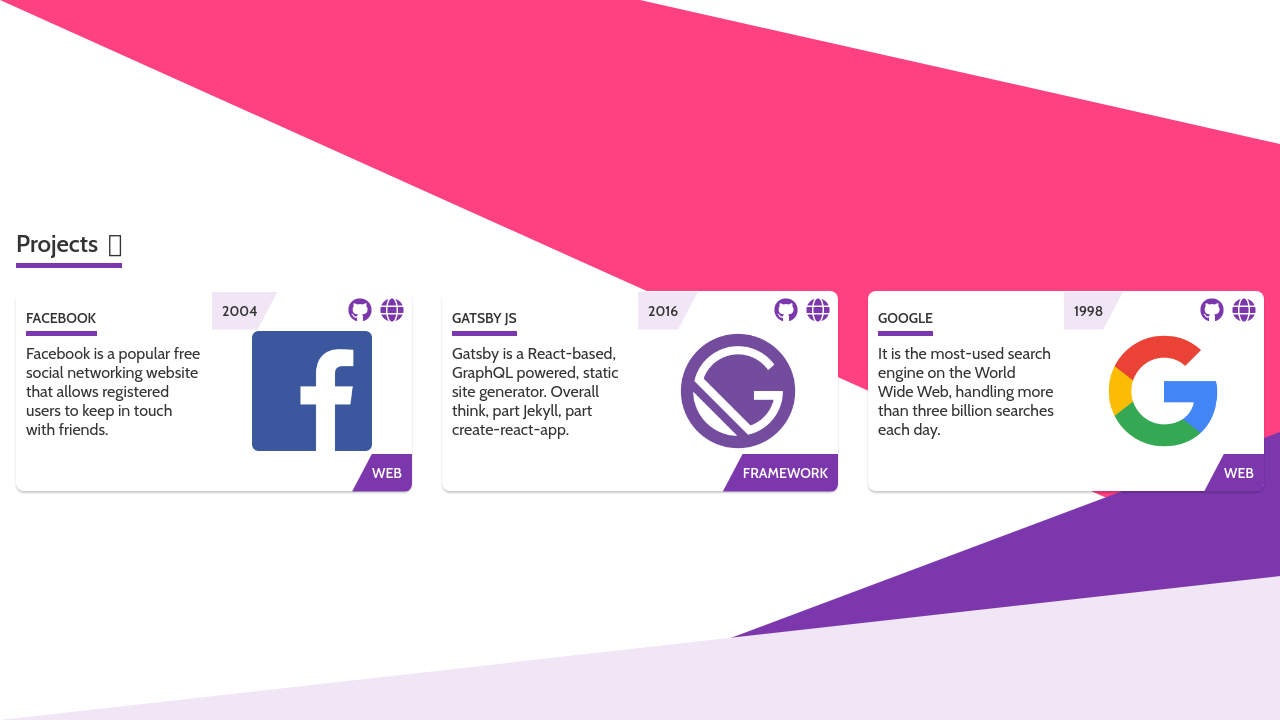 Projects
FACEBOOK
2004
Facebook is a popular free
social networking website
that allows registered
users to keep in touch
with friends.
WEB
GATSBY JS
2016
Gatsby is a React-based,
GraphQL powered, static
site generator. Overall
think, part Jekyll, part
create-react-app.
FRAMEWORK
GOOGLE
1998
It is the most-used search
engine on the World
Wide Web, handling more
than three billion searches
each day.
WEB